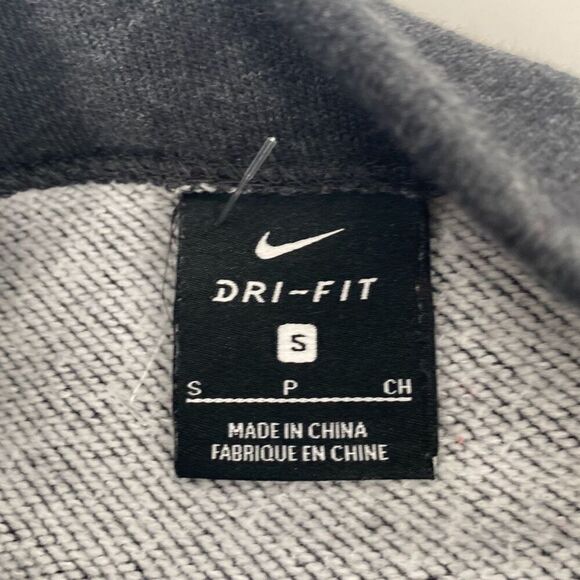 DRI-FIT
S
S P CH
MADE IN CHINA
FABRIQUE EN CHINE